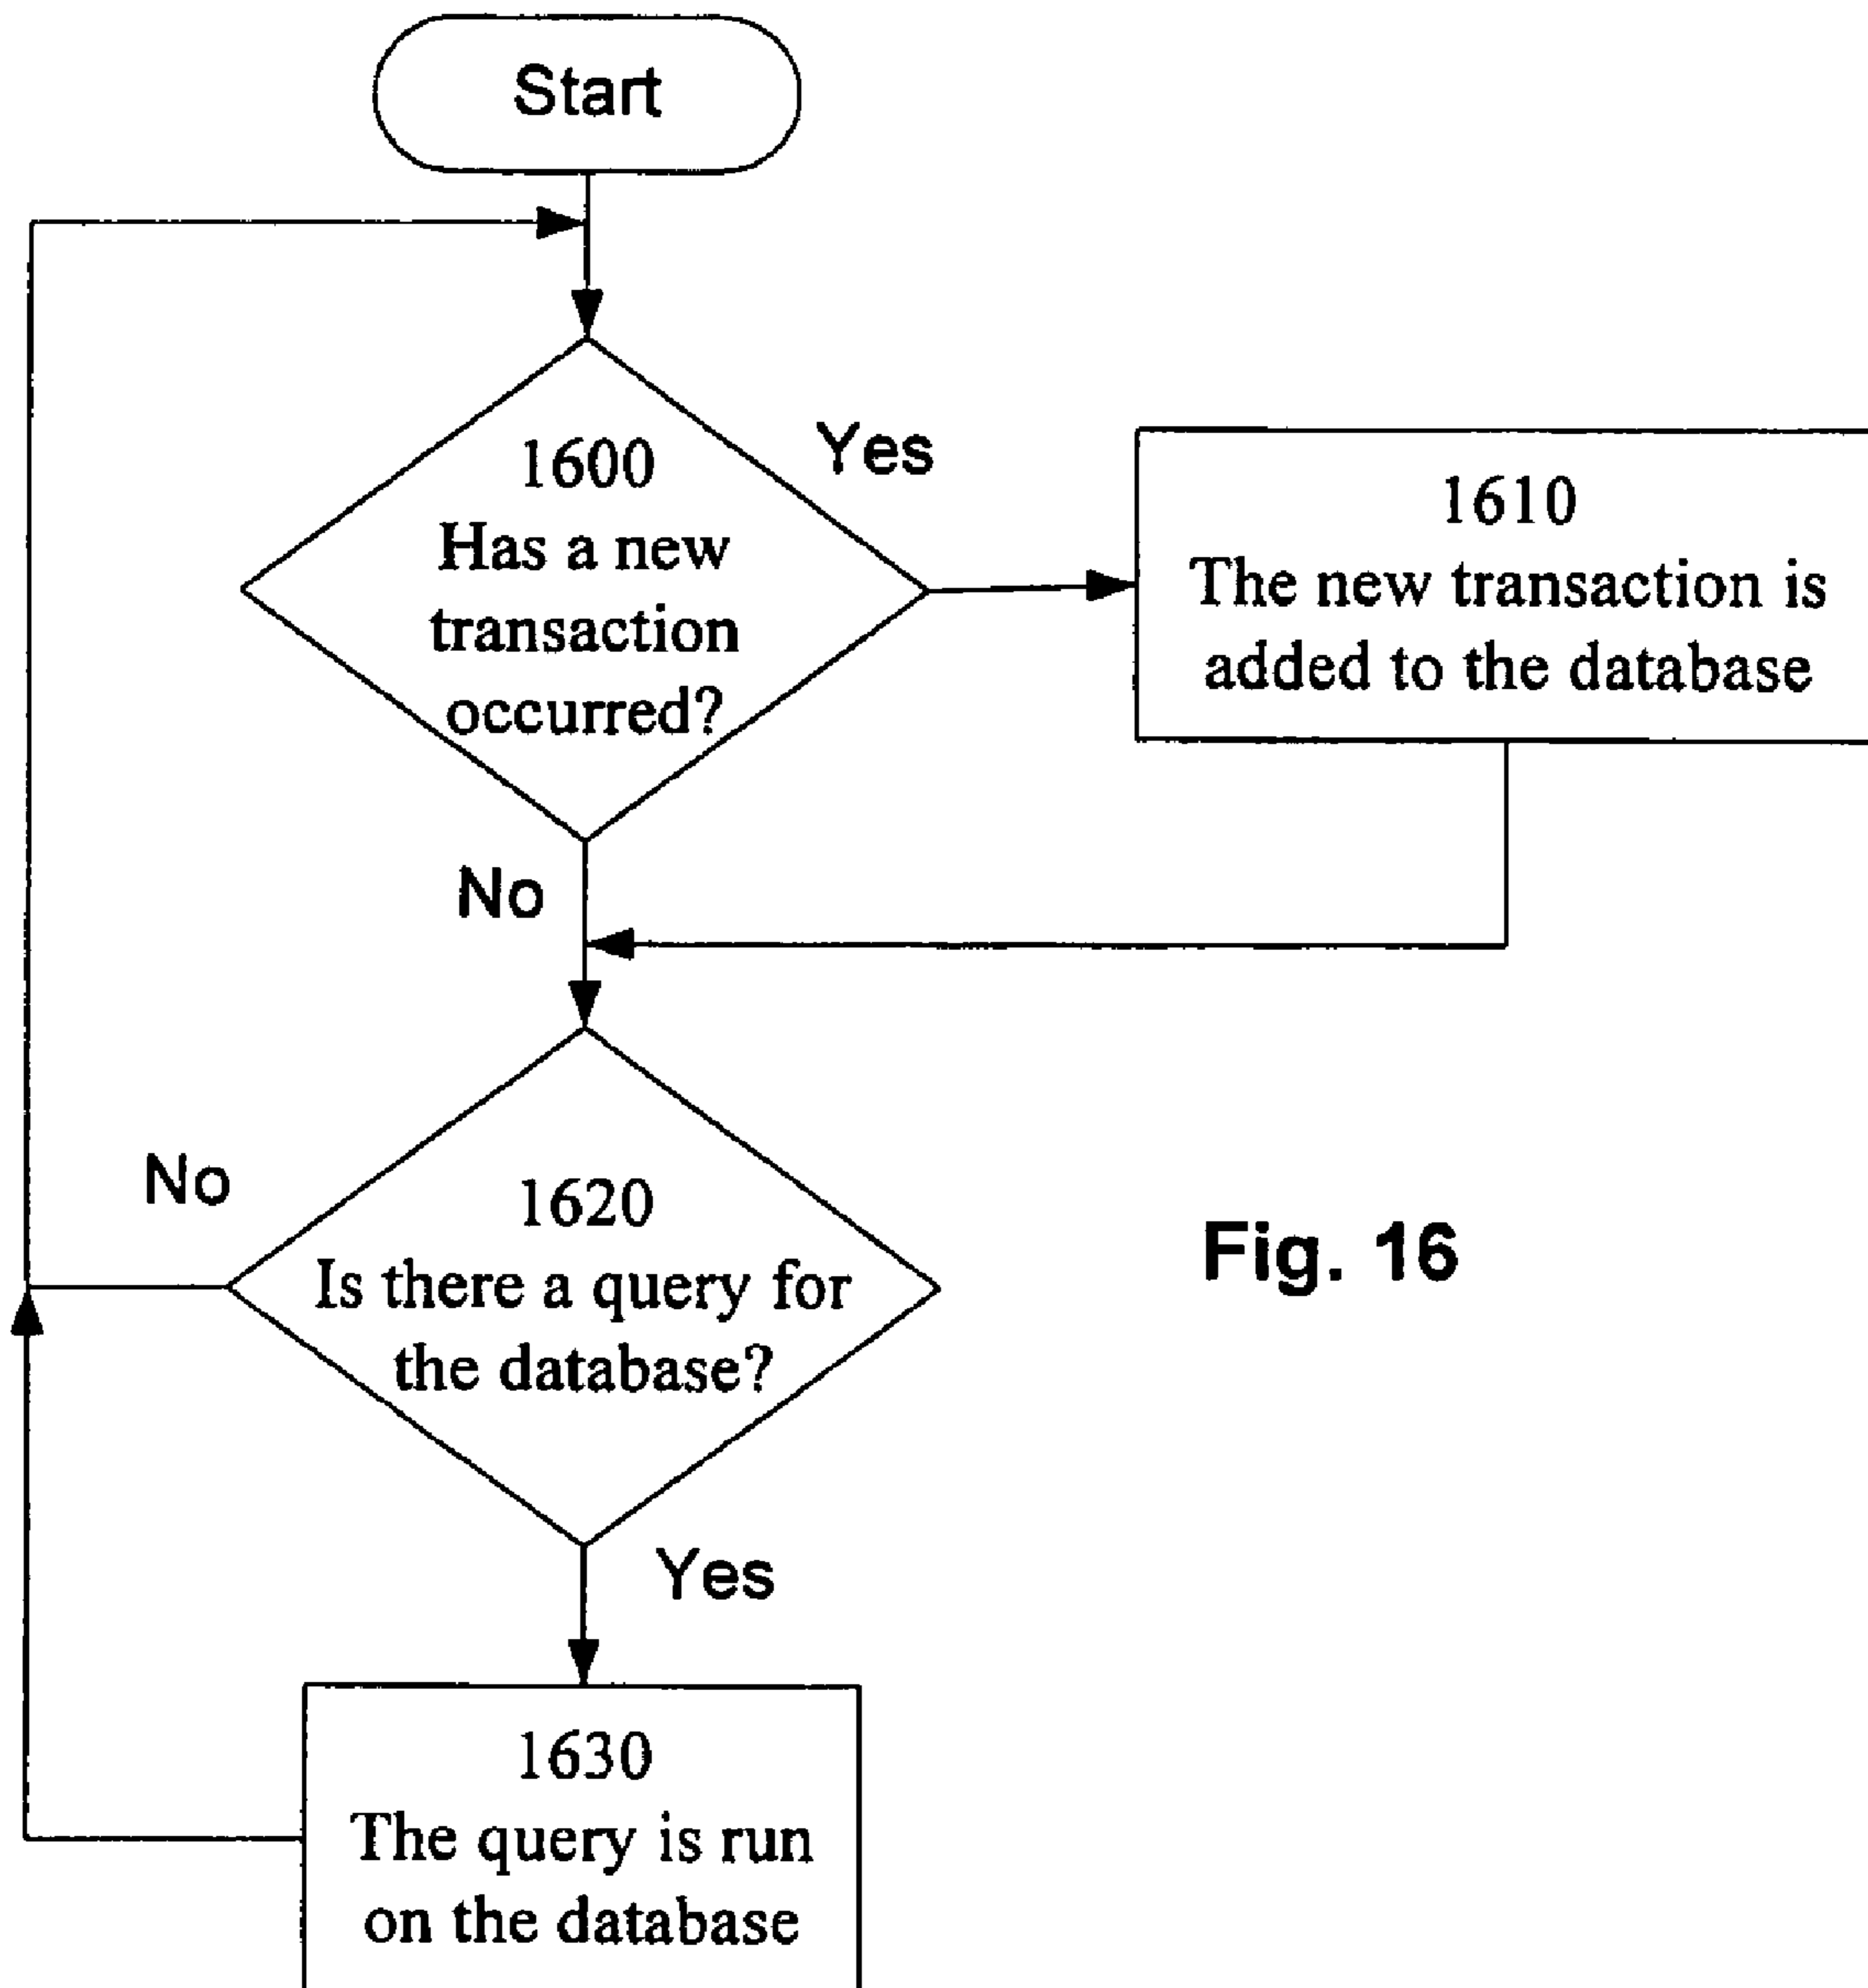 Start
1600
Has a new
transaction
occurred?
Yes
1610
The new transaction is
added to the database
No
No
1620
Is there a query for
the database?
Fig. 16
Yes
1630
The query is run
on the database